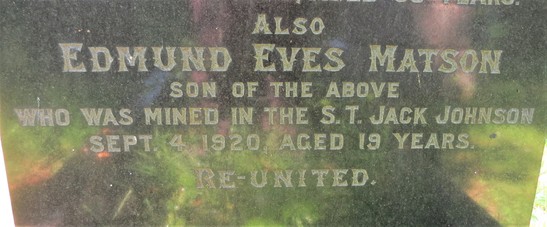 YEARS.
ALSO
EDMUND EVES MATSON
SON OF THE ABOVE
WHO WAS MINED IN THE S.T. JACK JOHNSON
SEPT. 4, 1920, AGED 19 YEARS.
RE-UNITED.